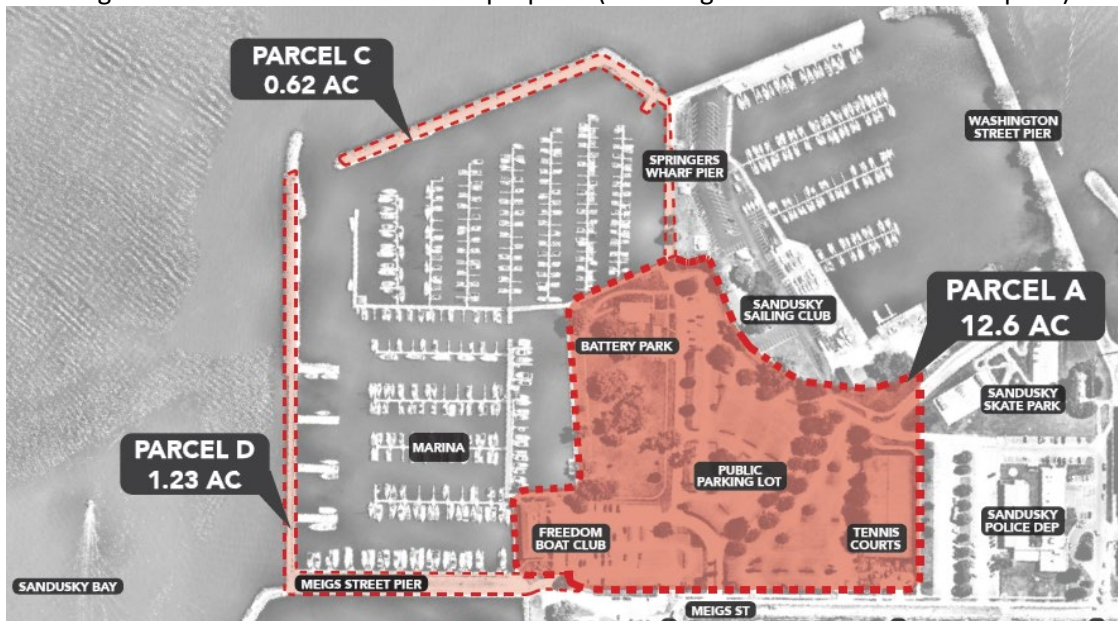 PARCEL C
0.62 AC
WASHINGTON
STREET PIER
SPRINGERS
WHARF PIER
PARCEL A
12.6 AC
SANDUSKY
SAILING CLUB
BATTERY PARK
SANDUSKY
SKATE PARK
PARCEL D
1.23 AC
MARINA
PUBLIC
PARKING LOT
SANDUSKY
POLICE DEP
FREEDOM
BOAT CLUB
TENNIS
COURTS
SANDUSKY BAY
MEIGS STREET PIER
MEIGS ST